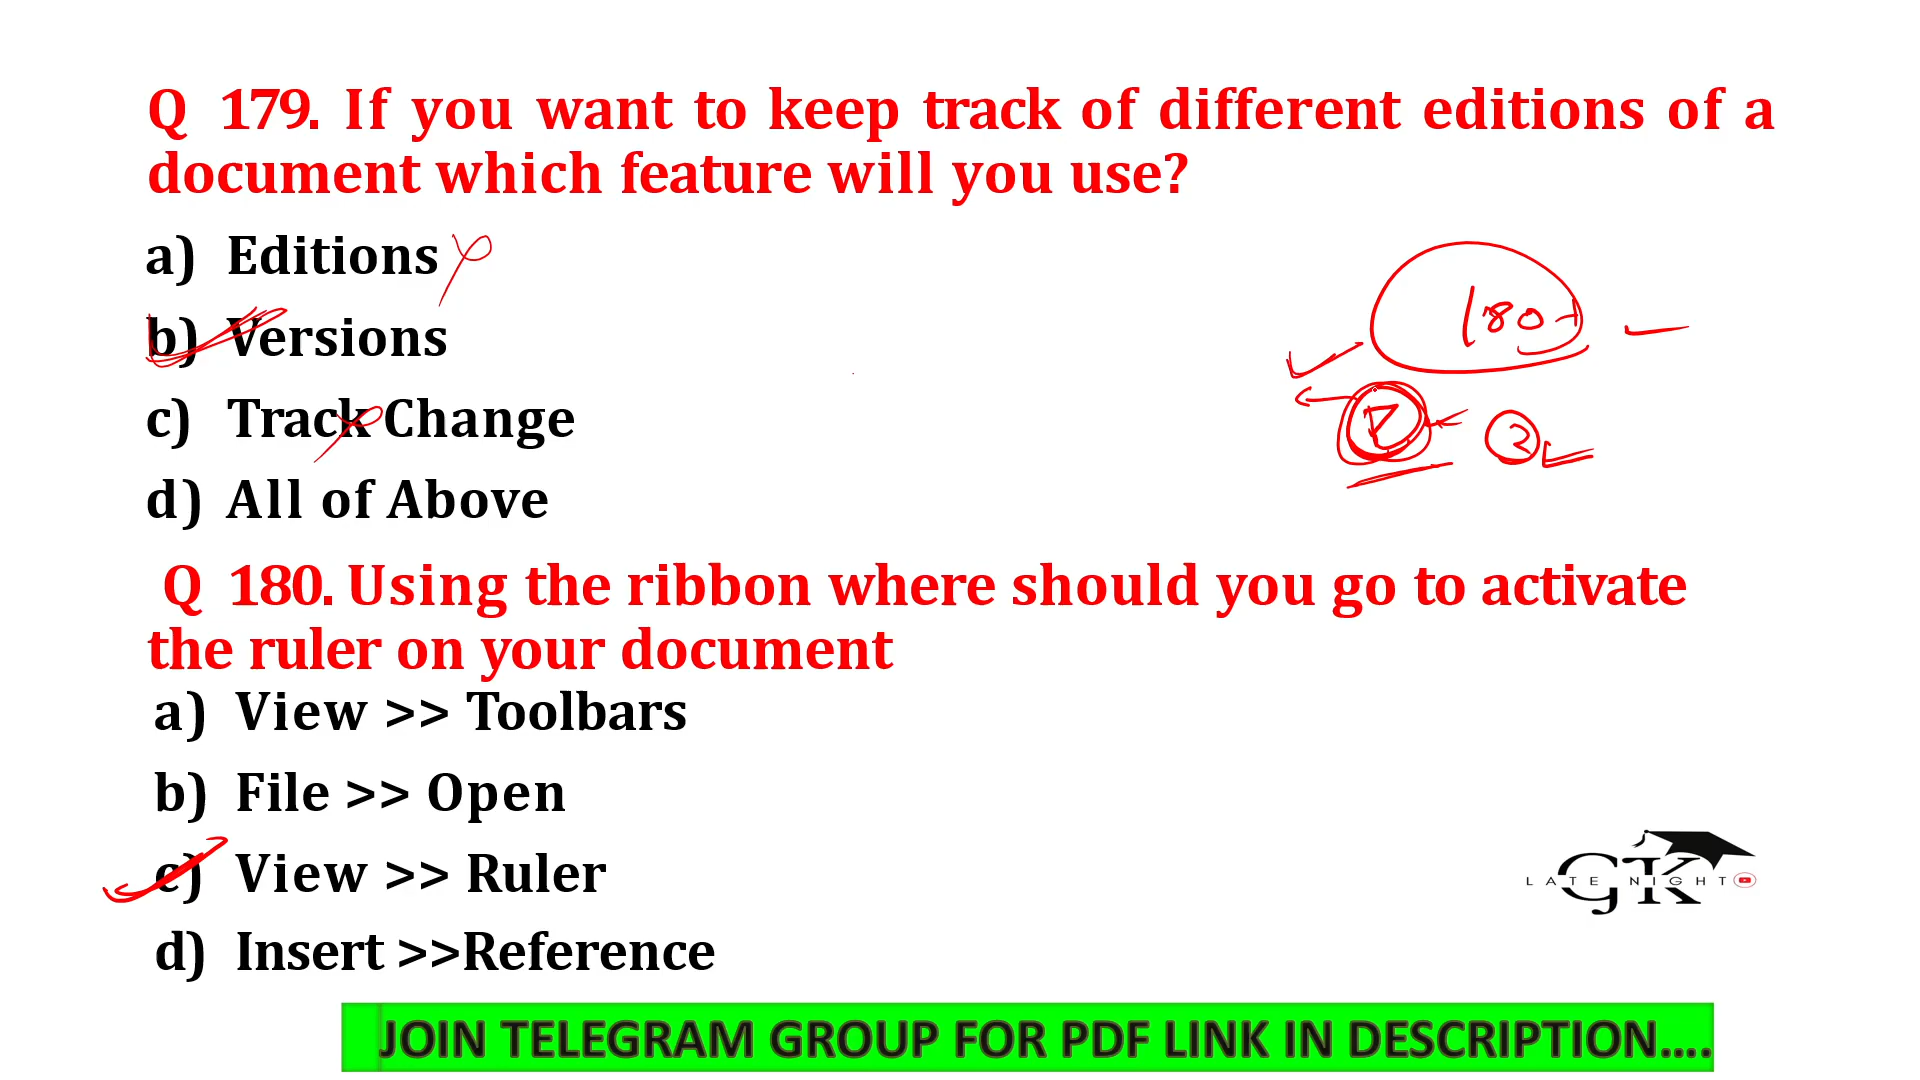 Q 179. If you want to keep track of different editions of a
document which feature will you use?
a) Editions
b) Versions
c) Track Change
d) All of Above
180+
P
2
Q 180. Using the ribbon where should you go to activate
the ruler on your document
a) View >> Toolbars
b) File >> Open
c) View >> Ruler
d) Insert >>Reference
GK
LATE NIGHT
JOIN TELEGRAM GROUP FOR PDF LINK IN DESCRIPTION....